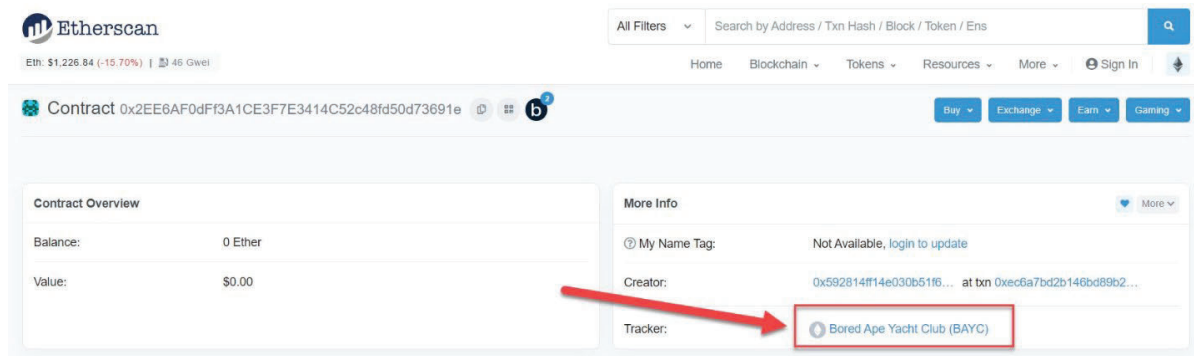 Etherscan
All Filters
Search by Address / Txn Hash / Block / Token / Ens
Eth: $1,226.84 (-15.70%) | 46 Gwei
Home Blockchain Tokens Resources More Sign In
Contract 0x2EE6AF0dFf3A1CE3F7E3414C52c48fd50d73691e
b 2
Buy Exchange Earn Gaming
Contract Overview
Balance: 0 Ether
Value: $0.00
More Info
More
? My Name Tag: Not Available, login to update
Creator: 0x592814ff14e030b51f6... at txn 0xec6a7bd2b146bd89b2...
Tracker: Bored Ape Yacht Club (BAYC)